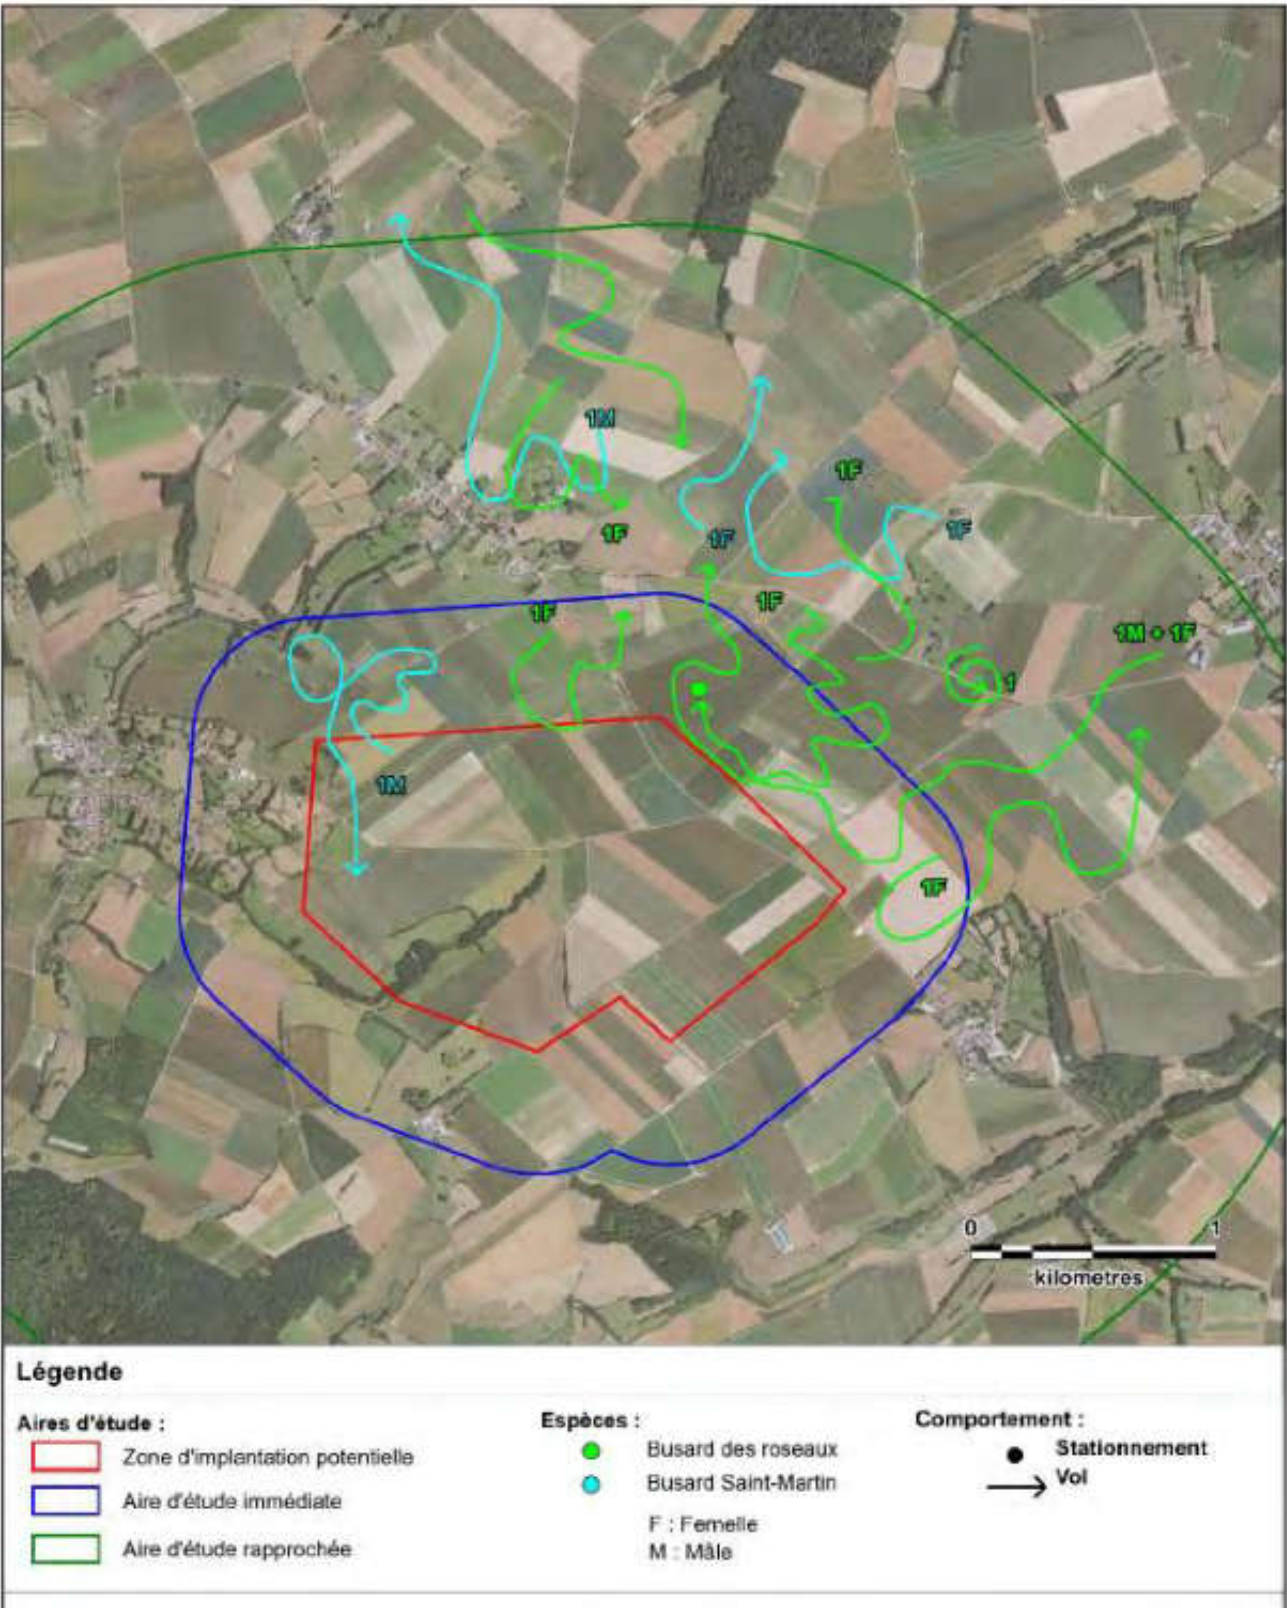 1M
1F
1F
1F
1F
1F
1F
1M + 1F
1
1M
1F
0 1
kilometres
Légende
Aires d'étude :
Zone d'implantation potentielle
Aire d'étude immédiate
Aire d'étude rapprochée
Espèces :
Busard des roseaux
Busard Saint-Martin
F : Femelle
M : Mâle
Comportement :
Stationnement
Vol